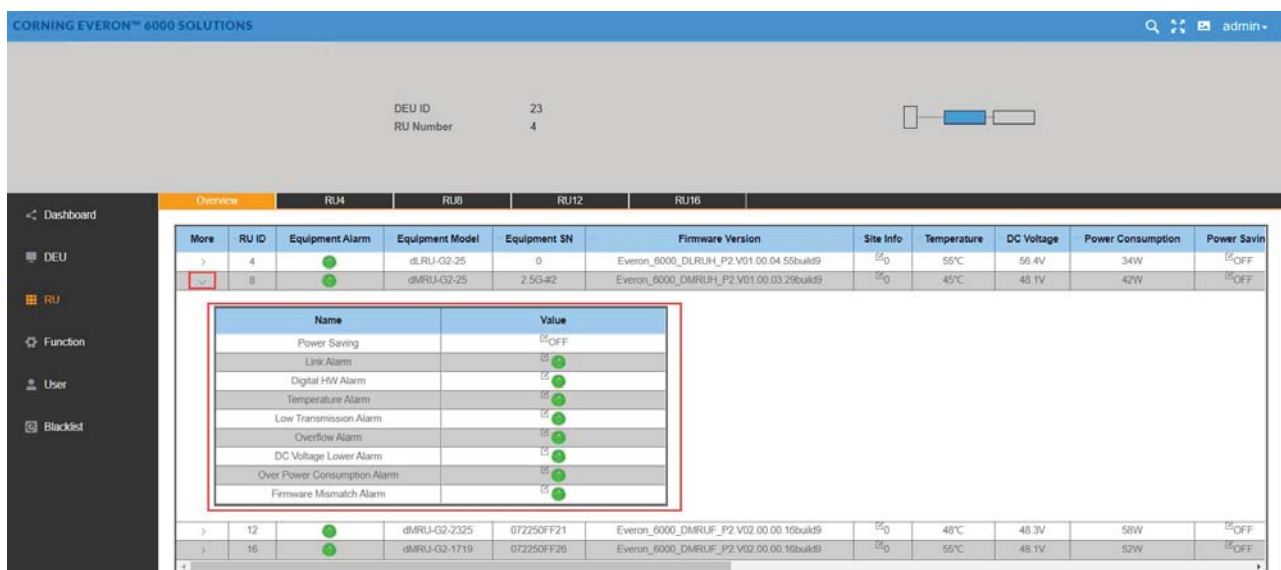 CORNING EVERON™ 6000 SOLUTIONS admin
DEU ID 23
RU Number 4
Dashboard
DEU
RU
Function
User
Blacklist
Overview RU4 RU8 RU12 RU16
More RU ID Equipment Alarm Equipment Model Equipment SN Firmware Version Site Info Temperature DC Voltage Power Consumption Power Savin
4 dLRU-G2-25 0 Everon_6000_DLRUH_P2.V01.00.04.55build9 0 55℃ 56.4V 34W OFF
8 dMRU-G2-25 2.5G-#2 Everon_6000_DMRUH_P2.V01.00.03.29build9 0 45℃ 48.1V 42W OFF
Name Value
Power Saving OFF
Link Alarm
Digital HW Alarm
Temperature Alarm
Low Transmission Alarm
Overflow Alarm
DC Voltage Lower Alarm
Over Power Consumption Alarm
Firmware Mismatch Alarm
12 dMRU-G2-2325 072250FF21 Everon_6000_DMRUF_P2.V02.00.00.16build9 0 48℃ 48.3V 58W OFF
16 dMRU-G2-1719 072250FF26 Everon_6000_DMRUF_P2.V02.00.00.16build9 0 55℃ 48.1V 52W OFF